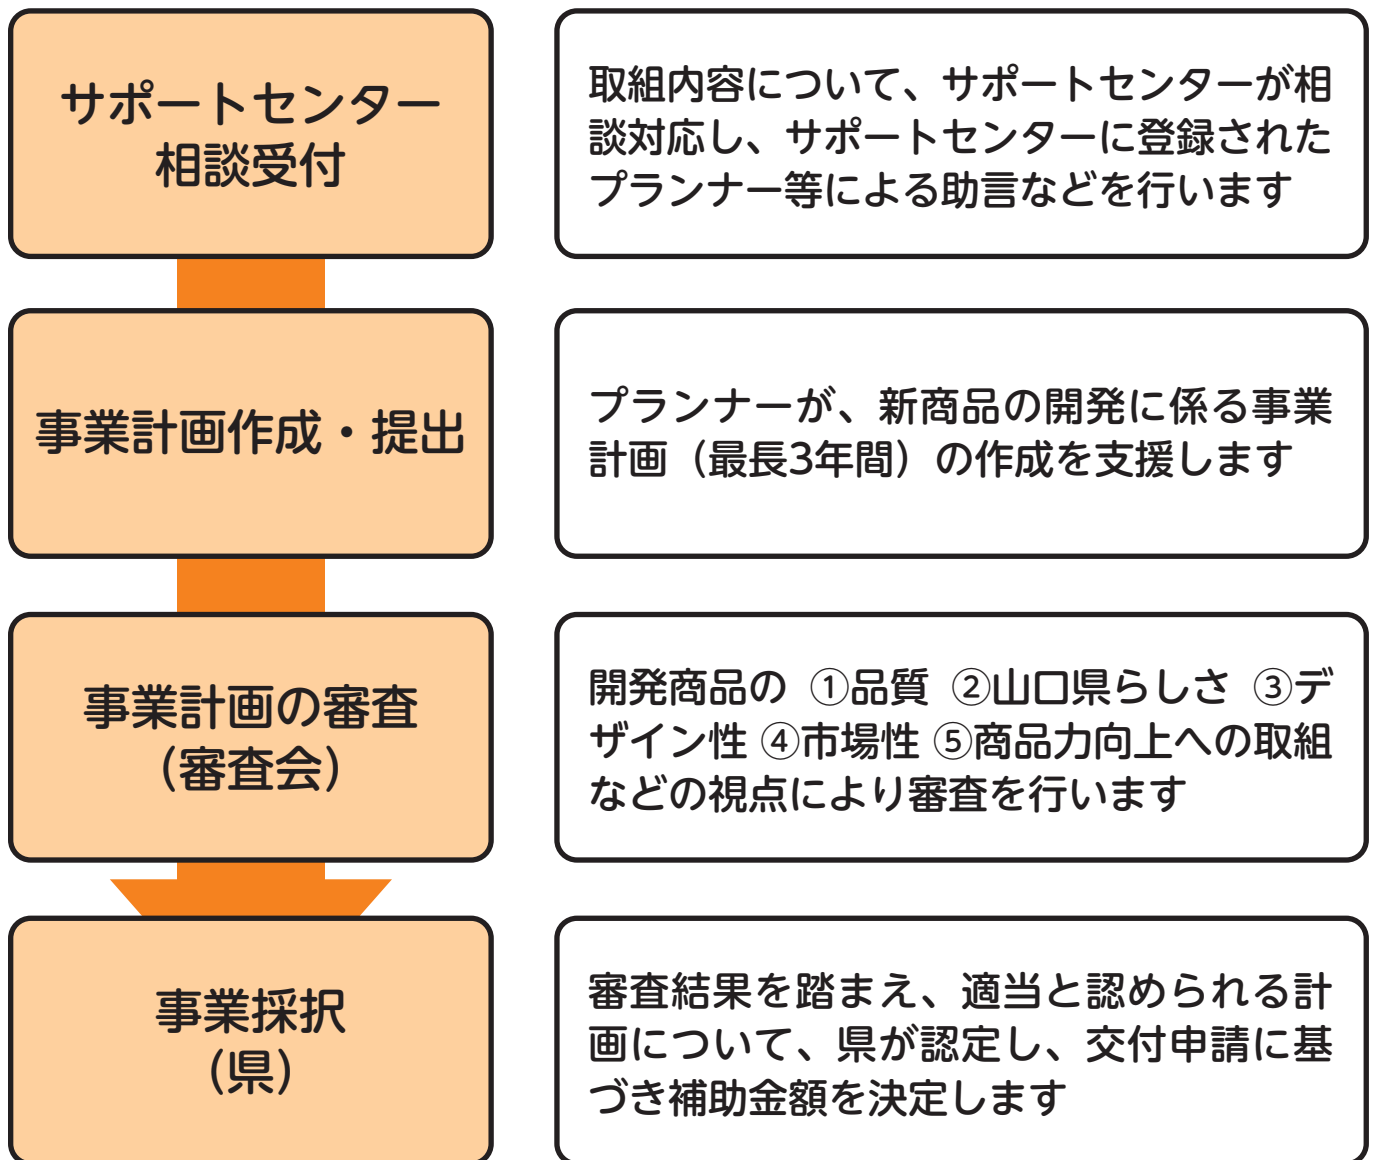 サポートセンター
相談受付
取組内容について、サポートセンターが相
談対応し、サポートセンターに登録された
プランナー等による助言などを行います
事業計画作成・提出
プランナーが、新商品の開発に係る事業
計画（最長3年間）の作成を支援します
事業計画の審査
（審査会）
開発商品の ①品質 ②山口県らしさ ③デ
ザイン性 ④市場性 ⑤商品力向上への取組
などの視点により審査を行います
事業採択
（県）
審査結果を踏まえ、適当と認められる計
画について、県が認定し、交付申請に基
づき補助金額を決定します